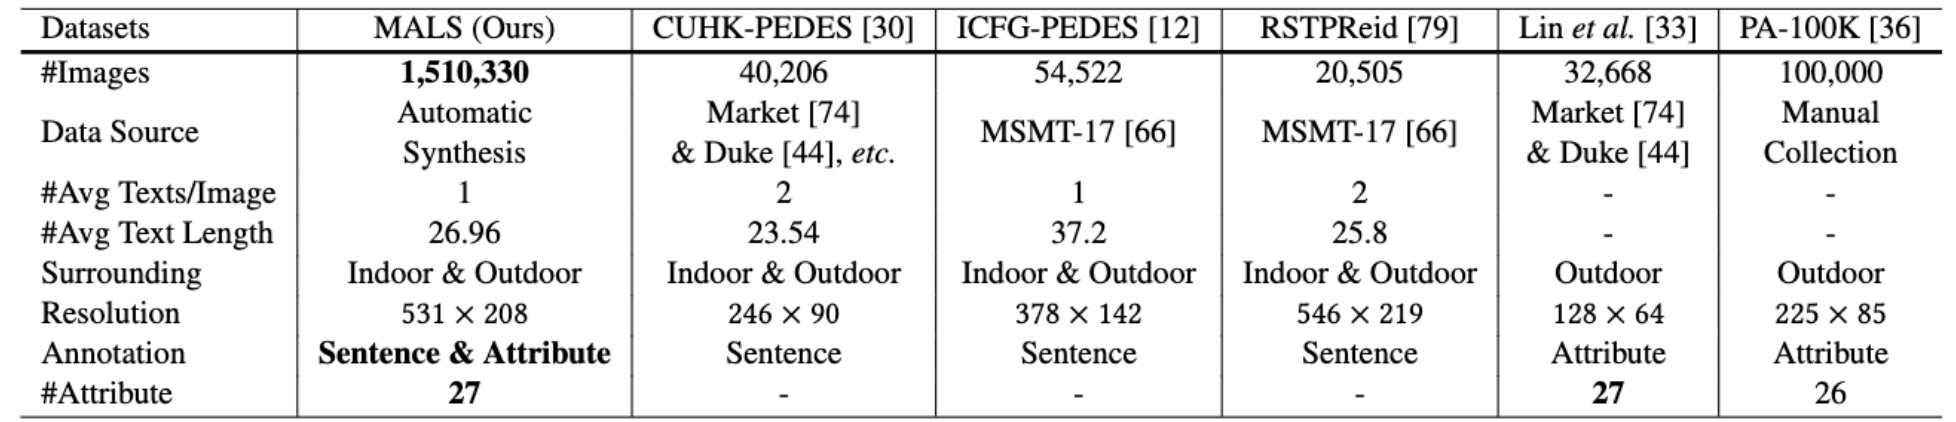 Datasets MALS (Ours) CUHK-PEDES [30] ICFG-PEDES [12] RSTPReid [79] Lin et al. [33] PA-100K [36]
#Images 1,510,330 40,206 54,522 20,505 32,668 100,000
Data Source Automatic Synthesis Market [74] & Duke [44], etc. MSMT-17 [66] MSMT-17 [66] Market [74] & Duke [44] Manual Collection
#Avg Texts/Image 1 2 1 2 - -
#Avg Text Length 26.96 23.54 37.2 25.8 - -
Surrounding Indoor & Outdoor Indoor & Outdoor Indoor & Outdoor Indoor & Outdoor Outdoor Outdoor
Resolution 531 × 208 246 × 90 378 × 142 546 × 219 128 × 64 225 × 85
Annotation Sentence & Attribute Sentence Sentence Sentence Attribute Attribute
#Attribute 27 - - - 27 26